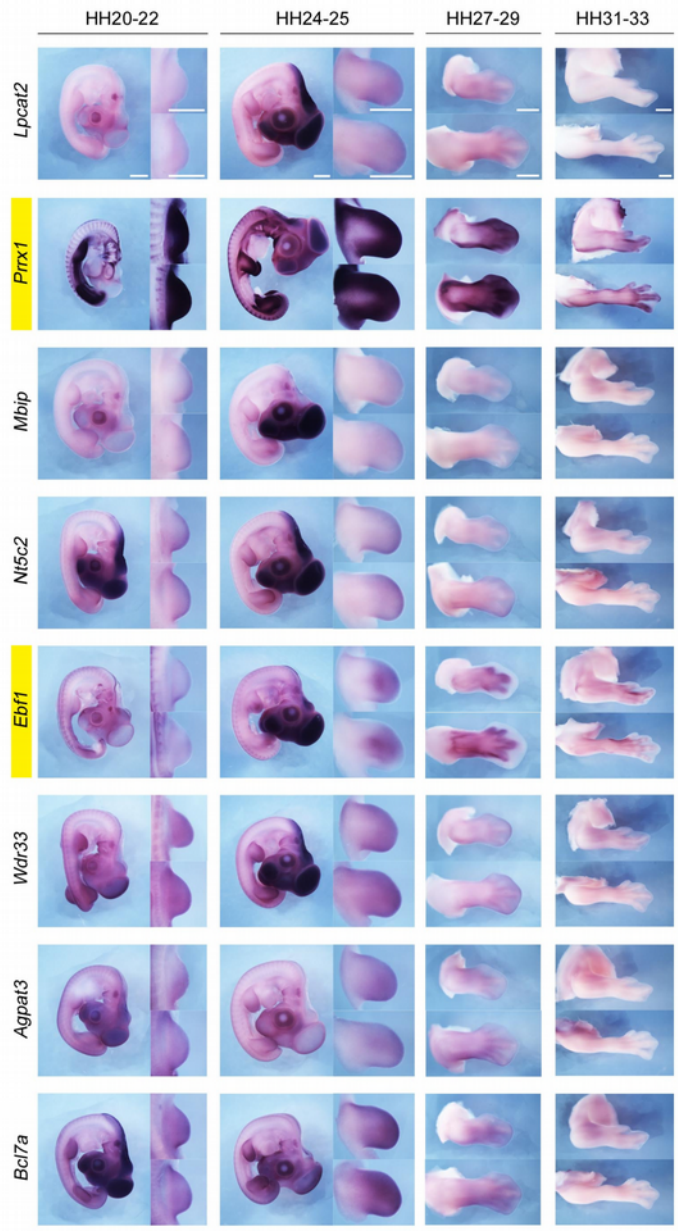 HH20-22 HH24-25 HH27-29 HH31-33
Lpcat2
Prrx1
Mbip
Nt5c2
Ebf1
Wdr33
Agpat3
Bcl7a